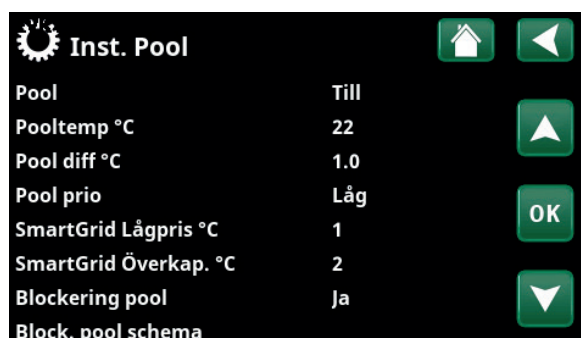 Inst. Pool
Pool Till
Pooltemp °C 22
Pool diff °C 1.0
Pool prio Låg
SmartGrid Lågpris °C 1
OK
SmartGrid Överkap. °C 2
Blockering pool Ja
Block. pool schema